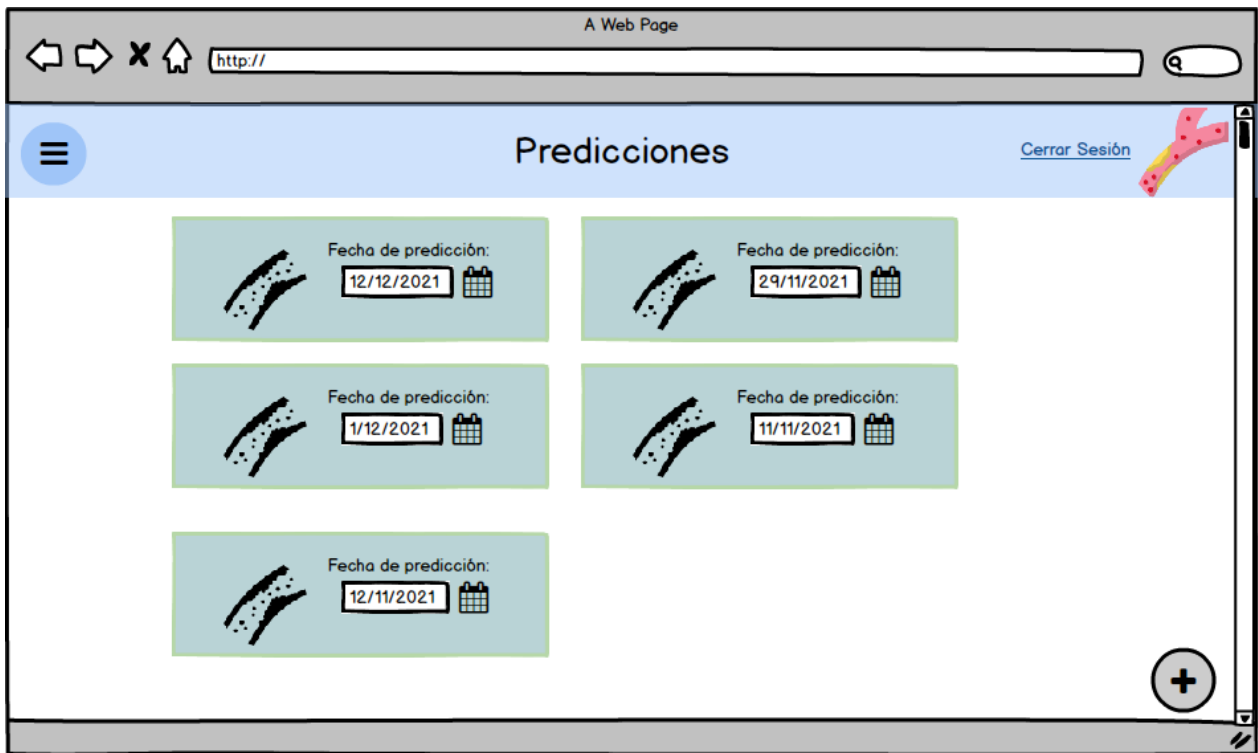 A Web Page
http://
Predicciones
Cerrar Sesión
Fecha de predicción:
12/12/2021
Fecha de predicción:
29/11/2021
Fecha de predicción:
1/12/2021
Fecha de predicción:
11/11/2021
Fecha de predicción:
12/11/2021